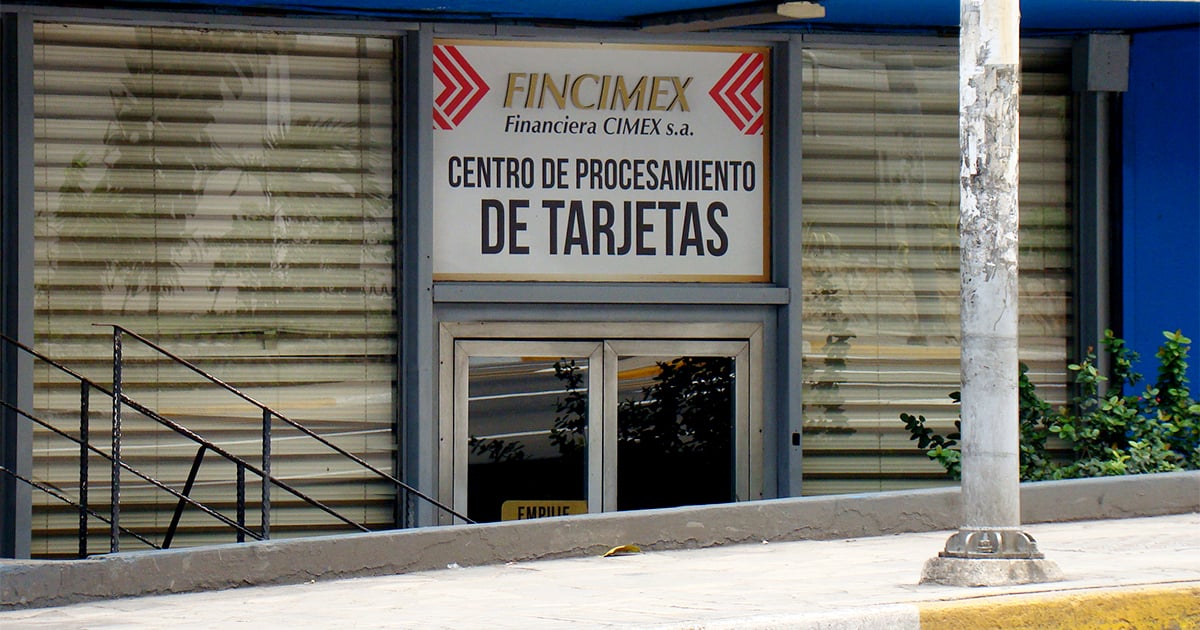 FINCIMEX
Financiera CIMEX s.a.
CENTRO DE PROCESAMIENTO
DE TARJETAS
EMPUJE